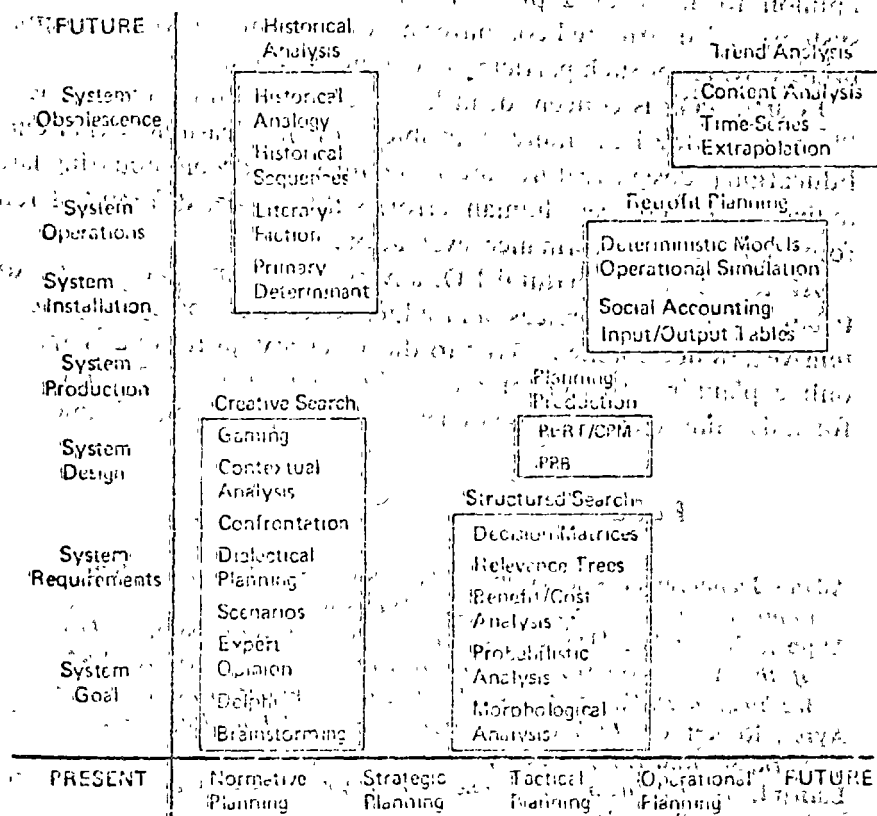 FUTURE
Historical
Analysis
Trend Analysis
System
Obsolescence
Historical
Analogy
Historical
Sequences
Literary
Fiction
Primary
Determinant
Content Analysis
Time-Series
Extrapolation
System
Operations
Retrofit Planning
Deterministic Models
Operational Simulation
Social Accounting
Input/Output Tables
System
Installation
System
Production
Planning
Production
PERT/CPM
PPB
Creative Search
Gaming
Contextual
Analysis
Confrontation
Dialectical
Planning
Scenarios
Expert
Opinion
Delphi
Brainstorming
System
Design
Structured Search
Decision Matrices
Relevance Trees
Benefit/Cost
Analysis
Probabilistic
Analysis
Morphological
Analysis
System
Requirements
System
Goal
PRESENT
Normative
Planning
Strategic
Planning
Tactical
Planning
Operational
Planning
FUTURE